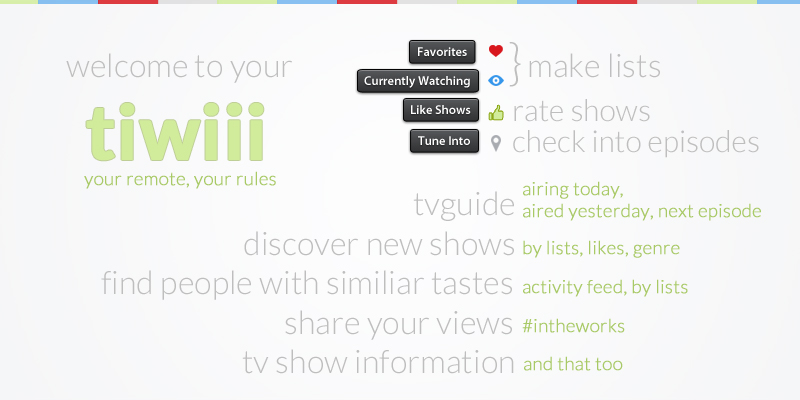 welcome to your
tiwiii
your remote, your rules
Favorites
Currently Watching
make lists
Like Shows
rate shows
Tune Into
check into episodes
tvguide
airing today,
aired yesterday, next episode
discover new shows by lists, likes, genre
find people with similiar tastes activity feed, by lists
share your views #intheworks
tv show information and that too